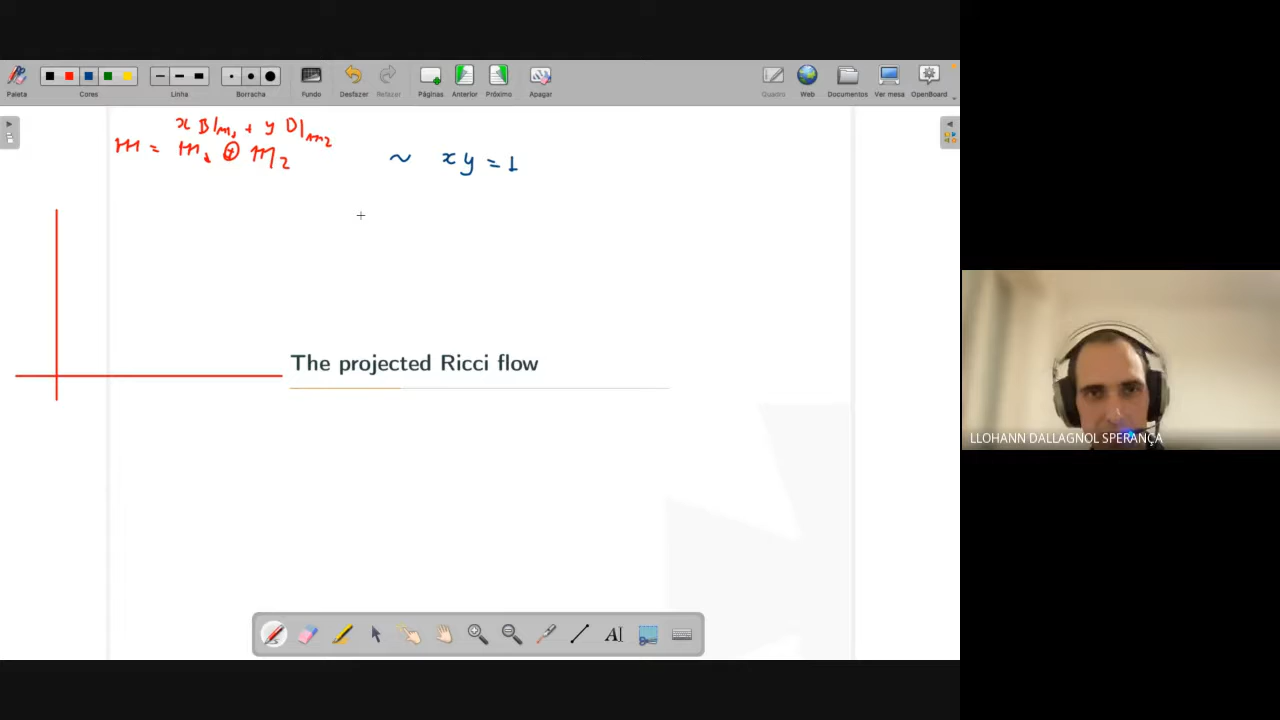 Paleta Cores Linha Borracha Fundo Desfazer Refazer Páginas Anterior Próximo Apagar Quadro Web Documentos Ver mesa OpenBoard
x B|m₁ + y B|m₂
m = m₁ ⊕ m₂
~ xy = 1
The projected Ricci flow
LLOHANN DALLAGNOL SPERANÇA